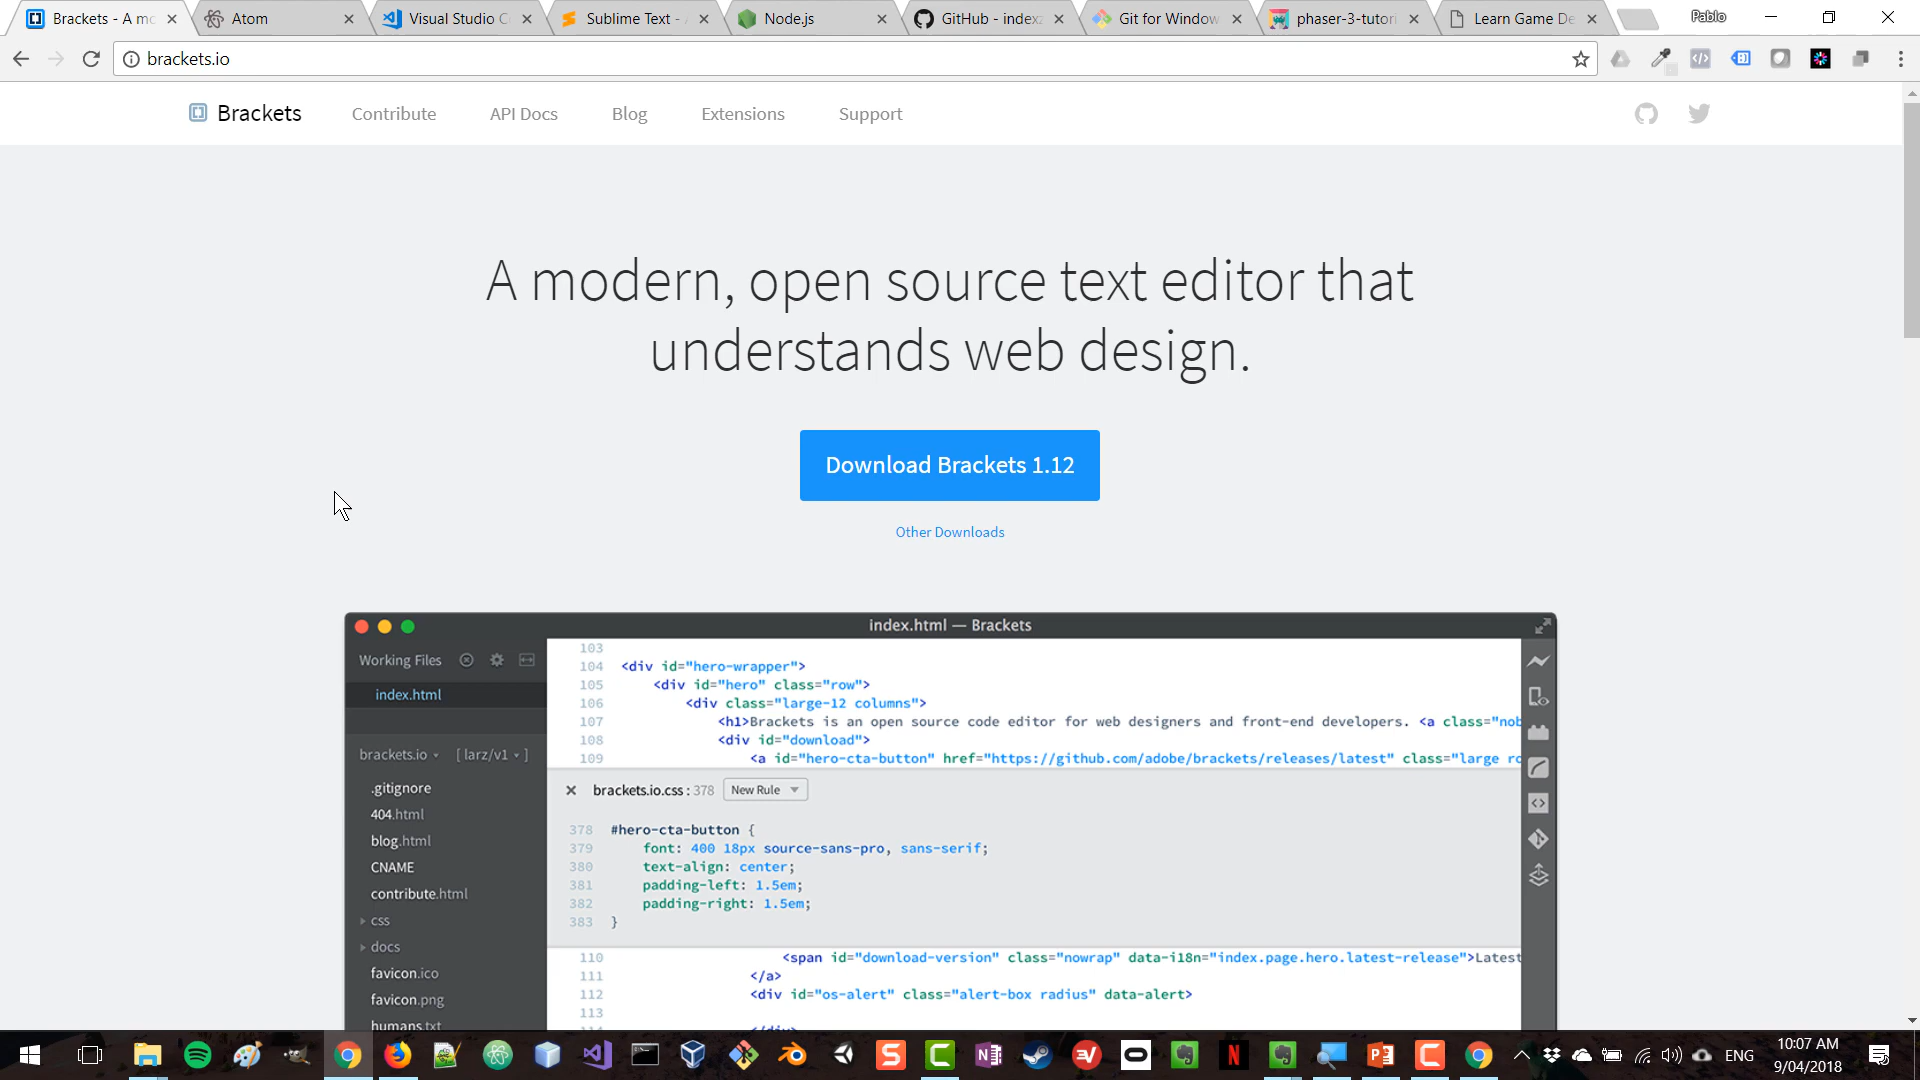 Brackets - A mo
Atom
Visual Studio C
Sublime Text - A
Node.js
GitHub - indexz
Git for Window
phaser-3-tutori
Learn Game De
Pablo
brackets.io
Brackets
Contribute
API Docs
Blog
Extensions
Support
A modern, open source text editor that
understands web design.
Download Brackets 1.12
Other Downloads
index.html — Brackets
Working Files
index.html
brackets.io
[ larz/v1 ]
.gitignore
404.html
blog.html
CNAME
contribute.html
css
docs
favicon.ico
favicon.png
humans.txt
103
104 <div id="hero-wrapper">
105 <div id="hero" class="row">
106 <div class="large-12 columns">
107 <h1>Brackets is an open source code editor for web designers and front-end developers. <a class="nob
108 <div id="download">
109 <a id="hero-cta-button" href="https://github.com/adobe/brackets/releases/latest" class="large ro
brackets.io.css : 378
New Rule
378 #hero-cta-button {
379 font: 400 18px source-sans-pro, sans-serif;
380 text-align: center;
381 padding-left: 1.5em;
382 padding-right: 1.5em;
383 }
110 <span id="download-version" class="nowrap" data-i18n="index.page.hero.latest-release">Latest
111 </a>
112 <div id="os-alert" class="alert-box radius" data-alert>
113
114 </div>
ENG
10:07 AM
9/04/2018